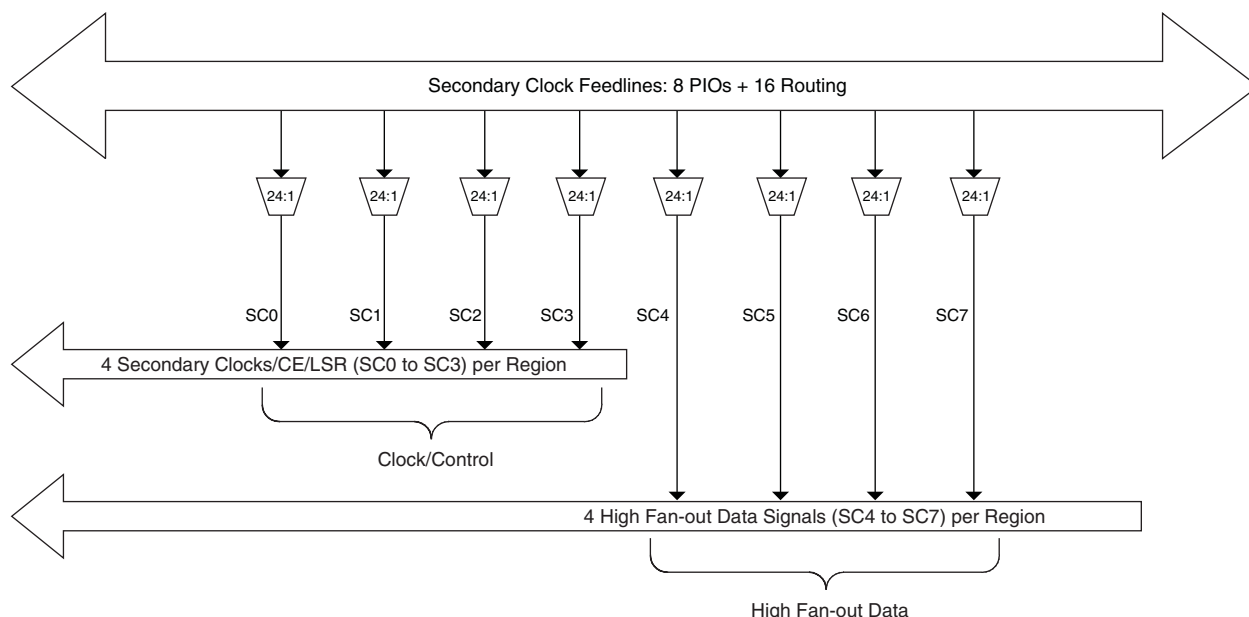 Secondary Clock Feedlines: 8 PIOs + 16 Routing
24:1 24:1 24:1 24:1 24:1 24:1 24:1 24:1
SC0 SC1 SC2 SC3 SC4 SC5 SC6 SC7
4 Secondary Clocks/CE/LSR (SC0 to SC3) per Region
Clock/Control
4 High Fan-out Data Signals (SC4 to SC7) per Region
High Fan-out Data